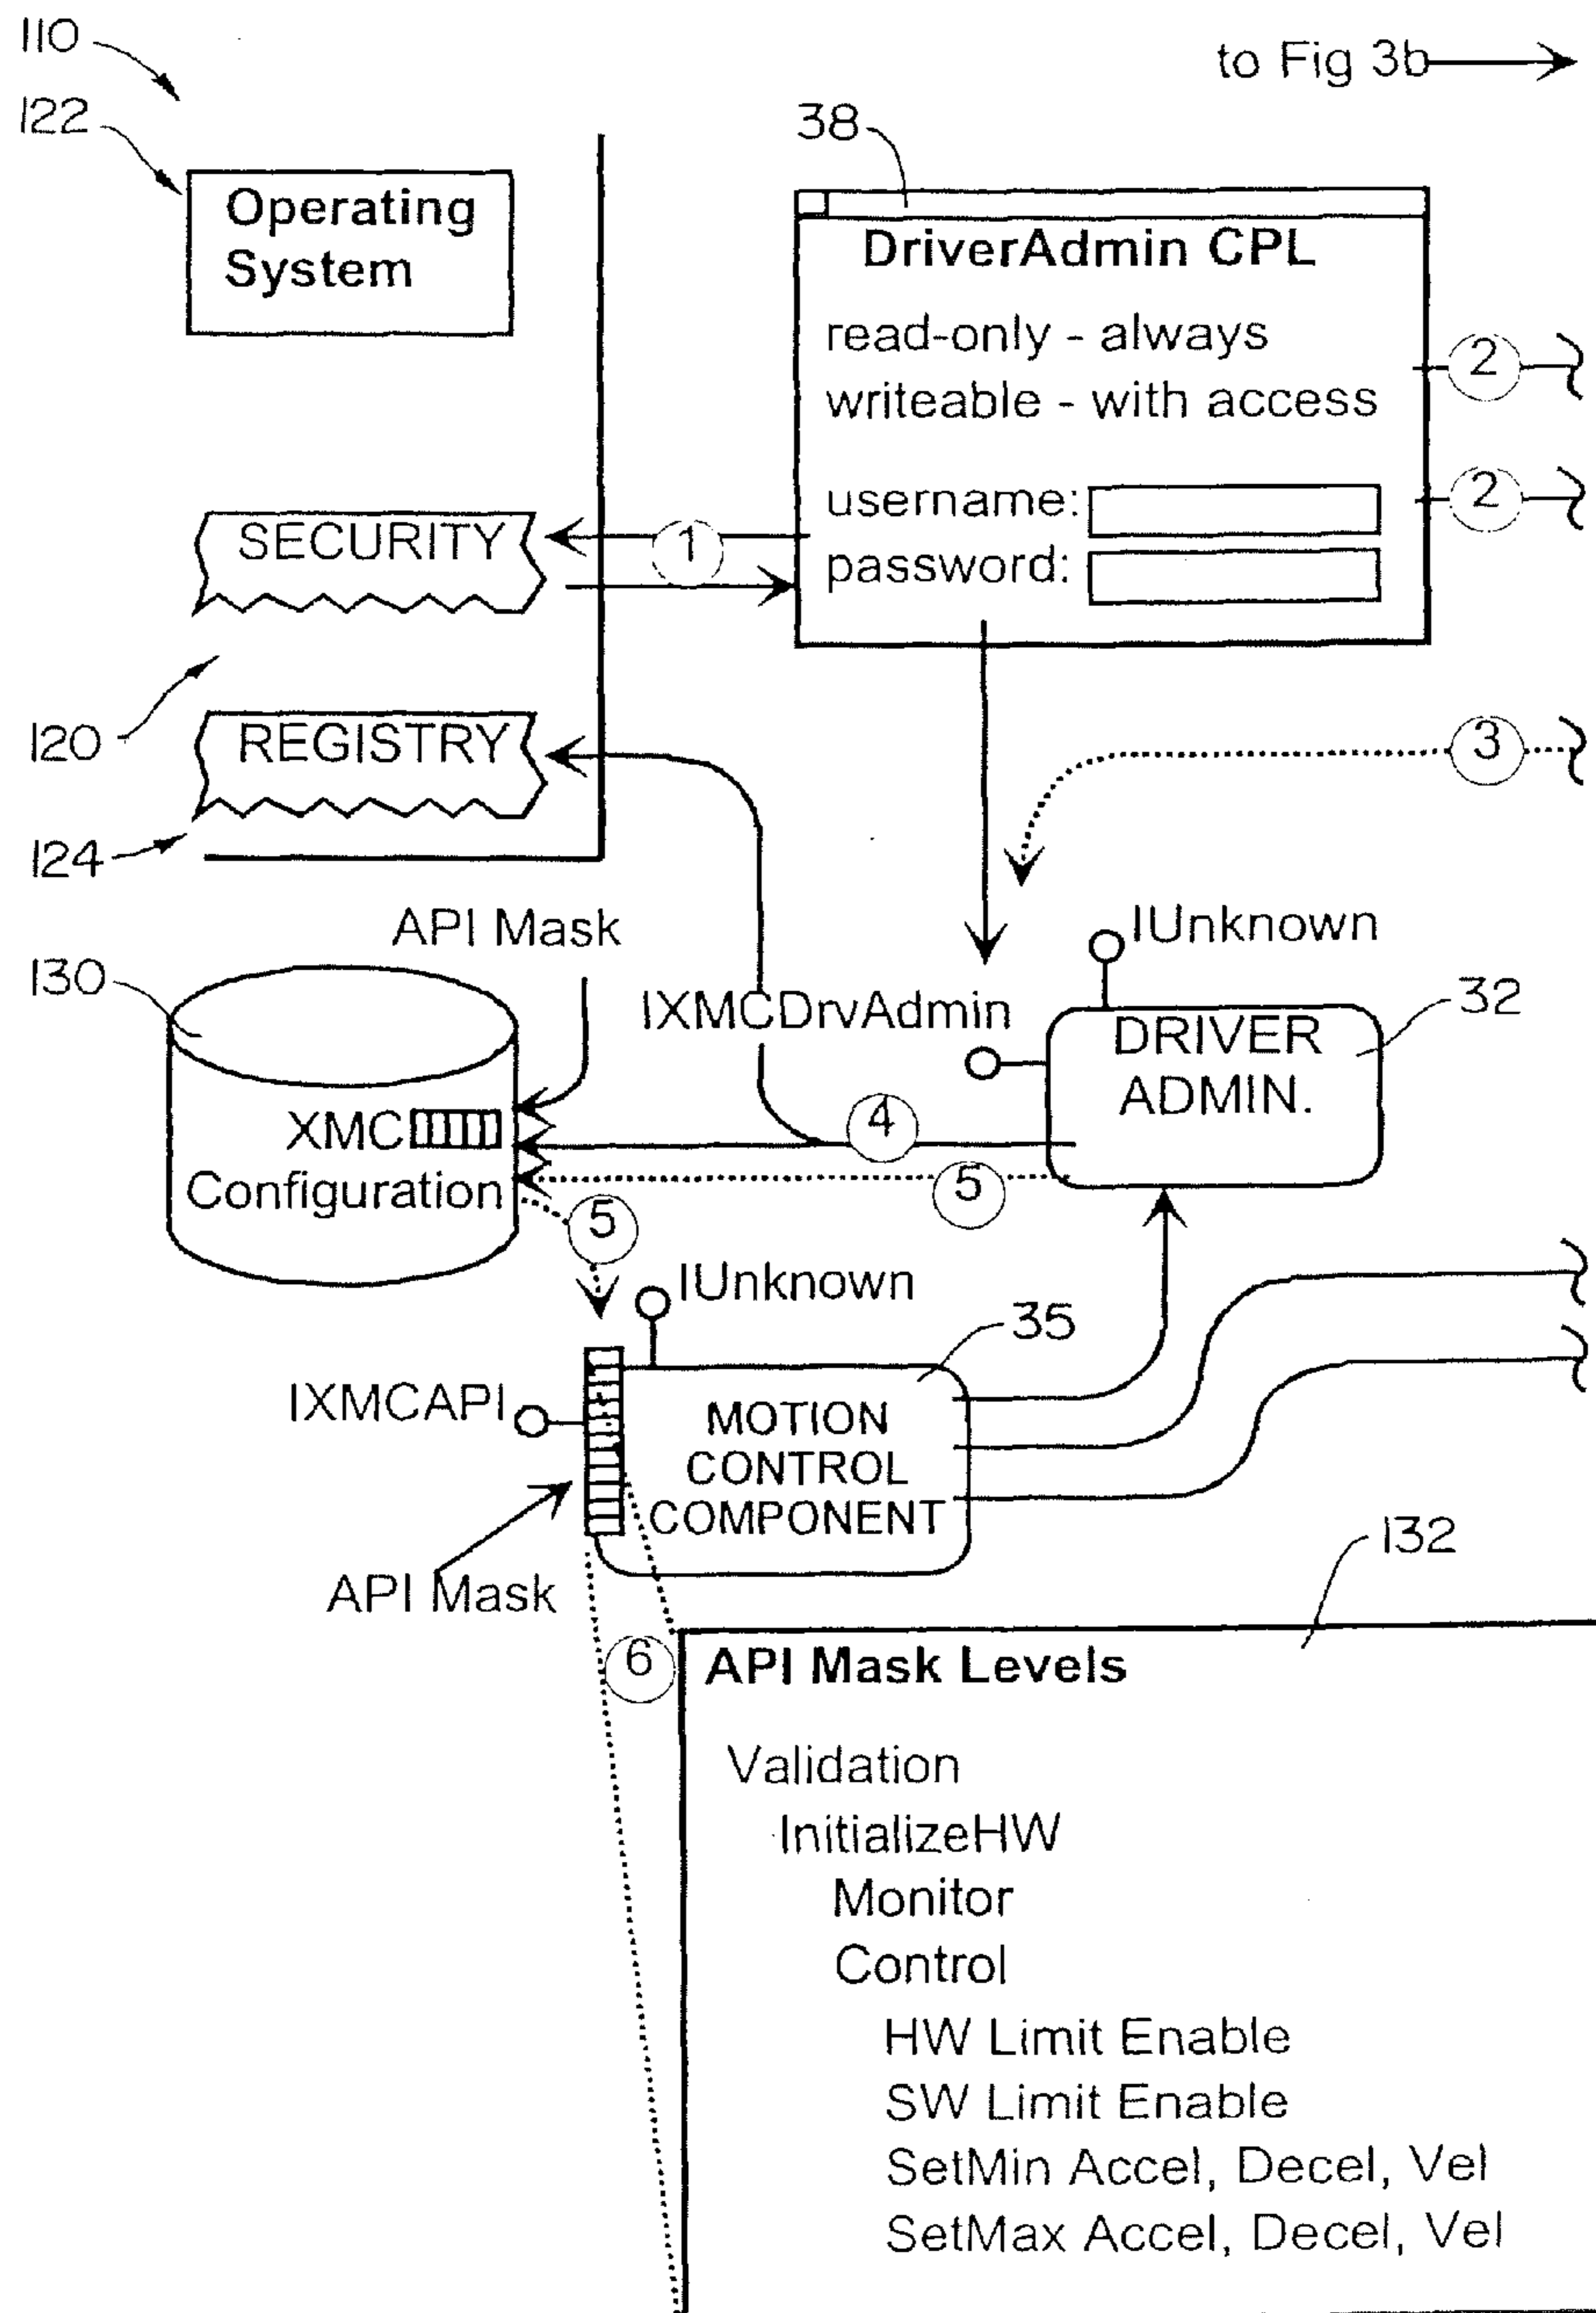 110
to Fig 3b
122
38
Operating
System
DriverAdmin CPL
read-only - always
writeable - with access
2
username:
2
password:
SECURITY
1
120
REGISTRY
3
124
API Mask
IUnknown
130
IXMCDrvAdmin
32
DRIVER
ADMIN.
XMC
4
Configuration
5
5
IUnknown
35
IXMCAPI
MOTION
CONTROL
COMPONENT
API Mask
132
6
API Mask Levels
Validation
InitializeHW
Monitor
Control
HW Limit Enable
SW Limit Enable
SetMin Accel, Decel, Vel
SetMax Accel, Decel, Vel